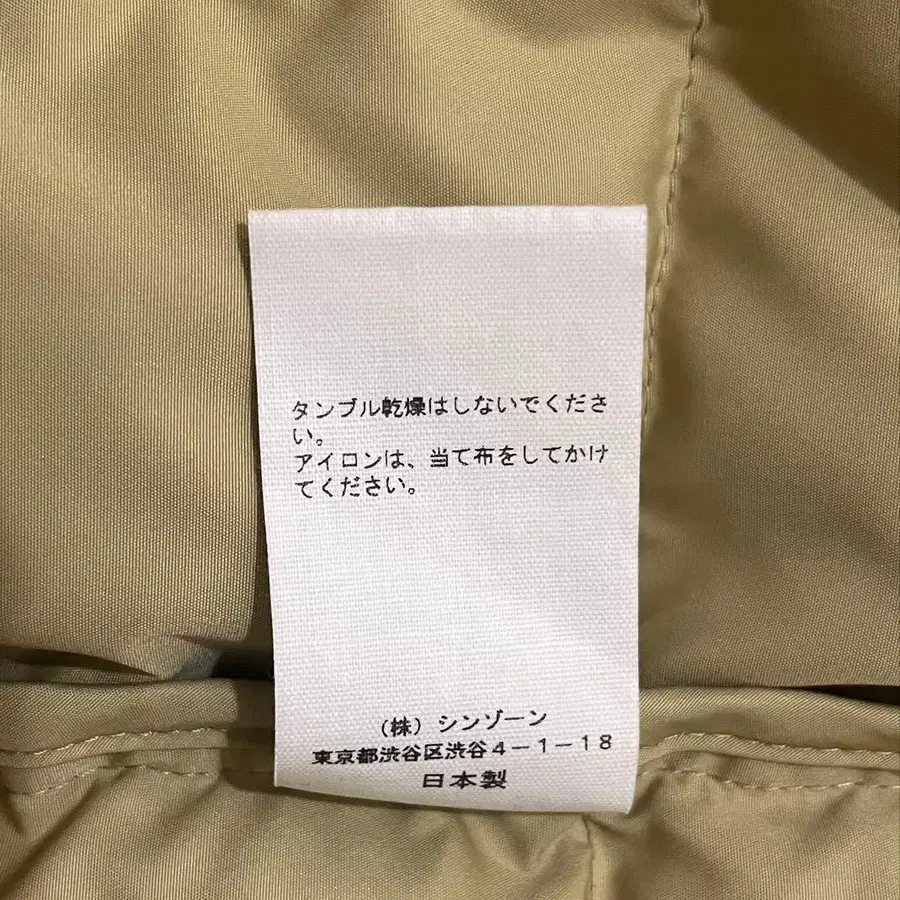 タンブル乾燥はしないでくださ
い。
アイロンは、当て布をしてかけ
てください。
（株）シンゾーン
東京都渋谷区渋谷４－１－１８
日本製